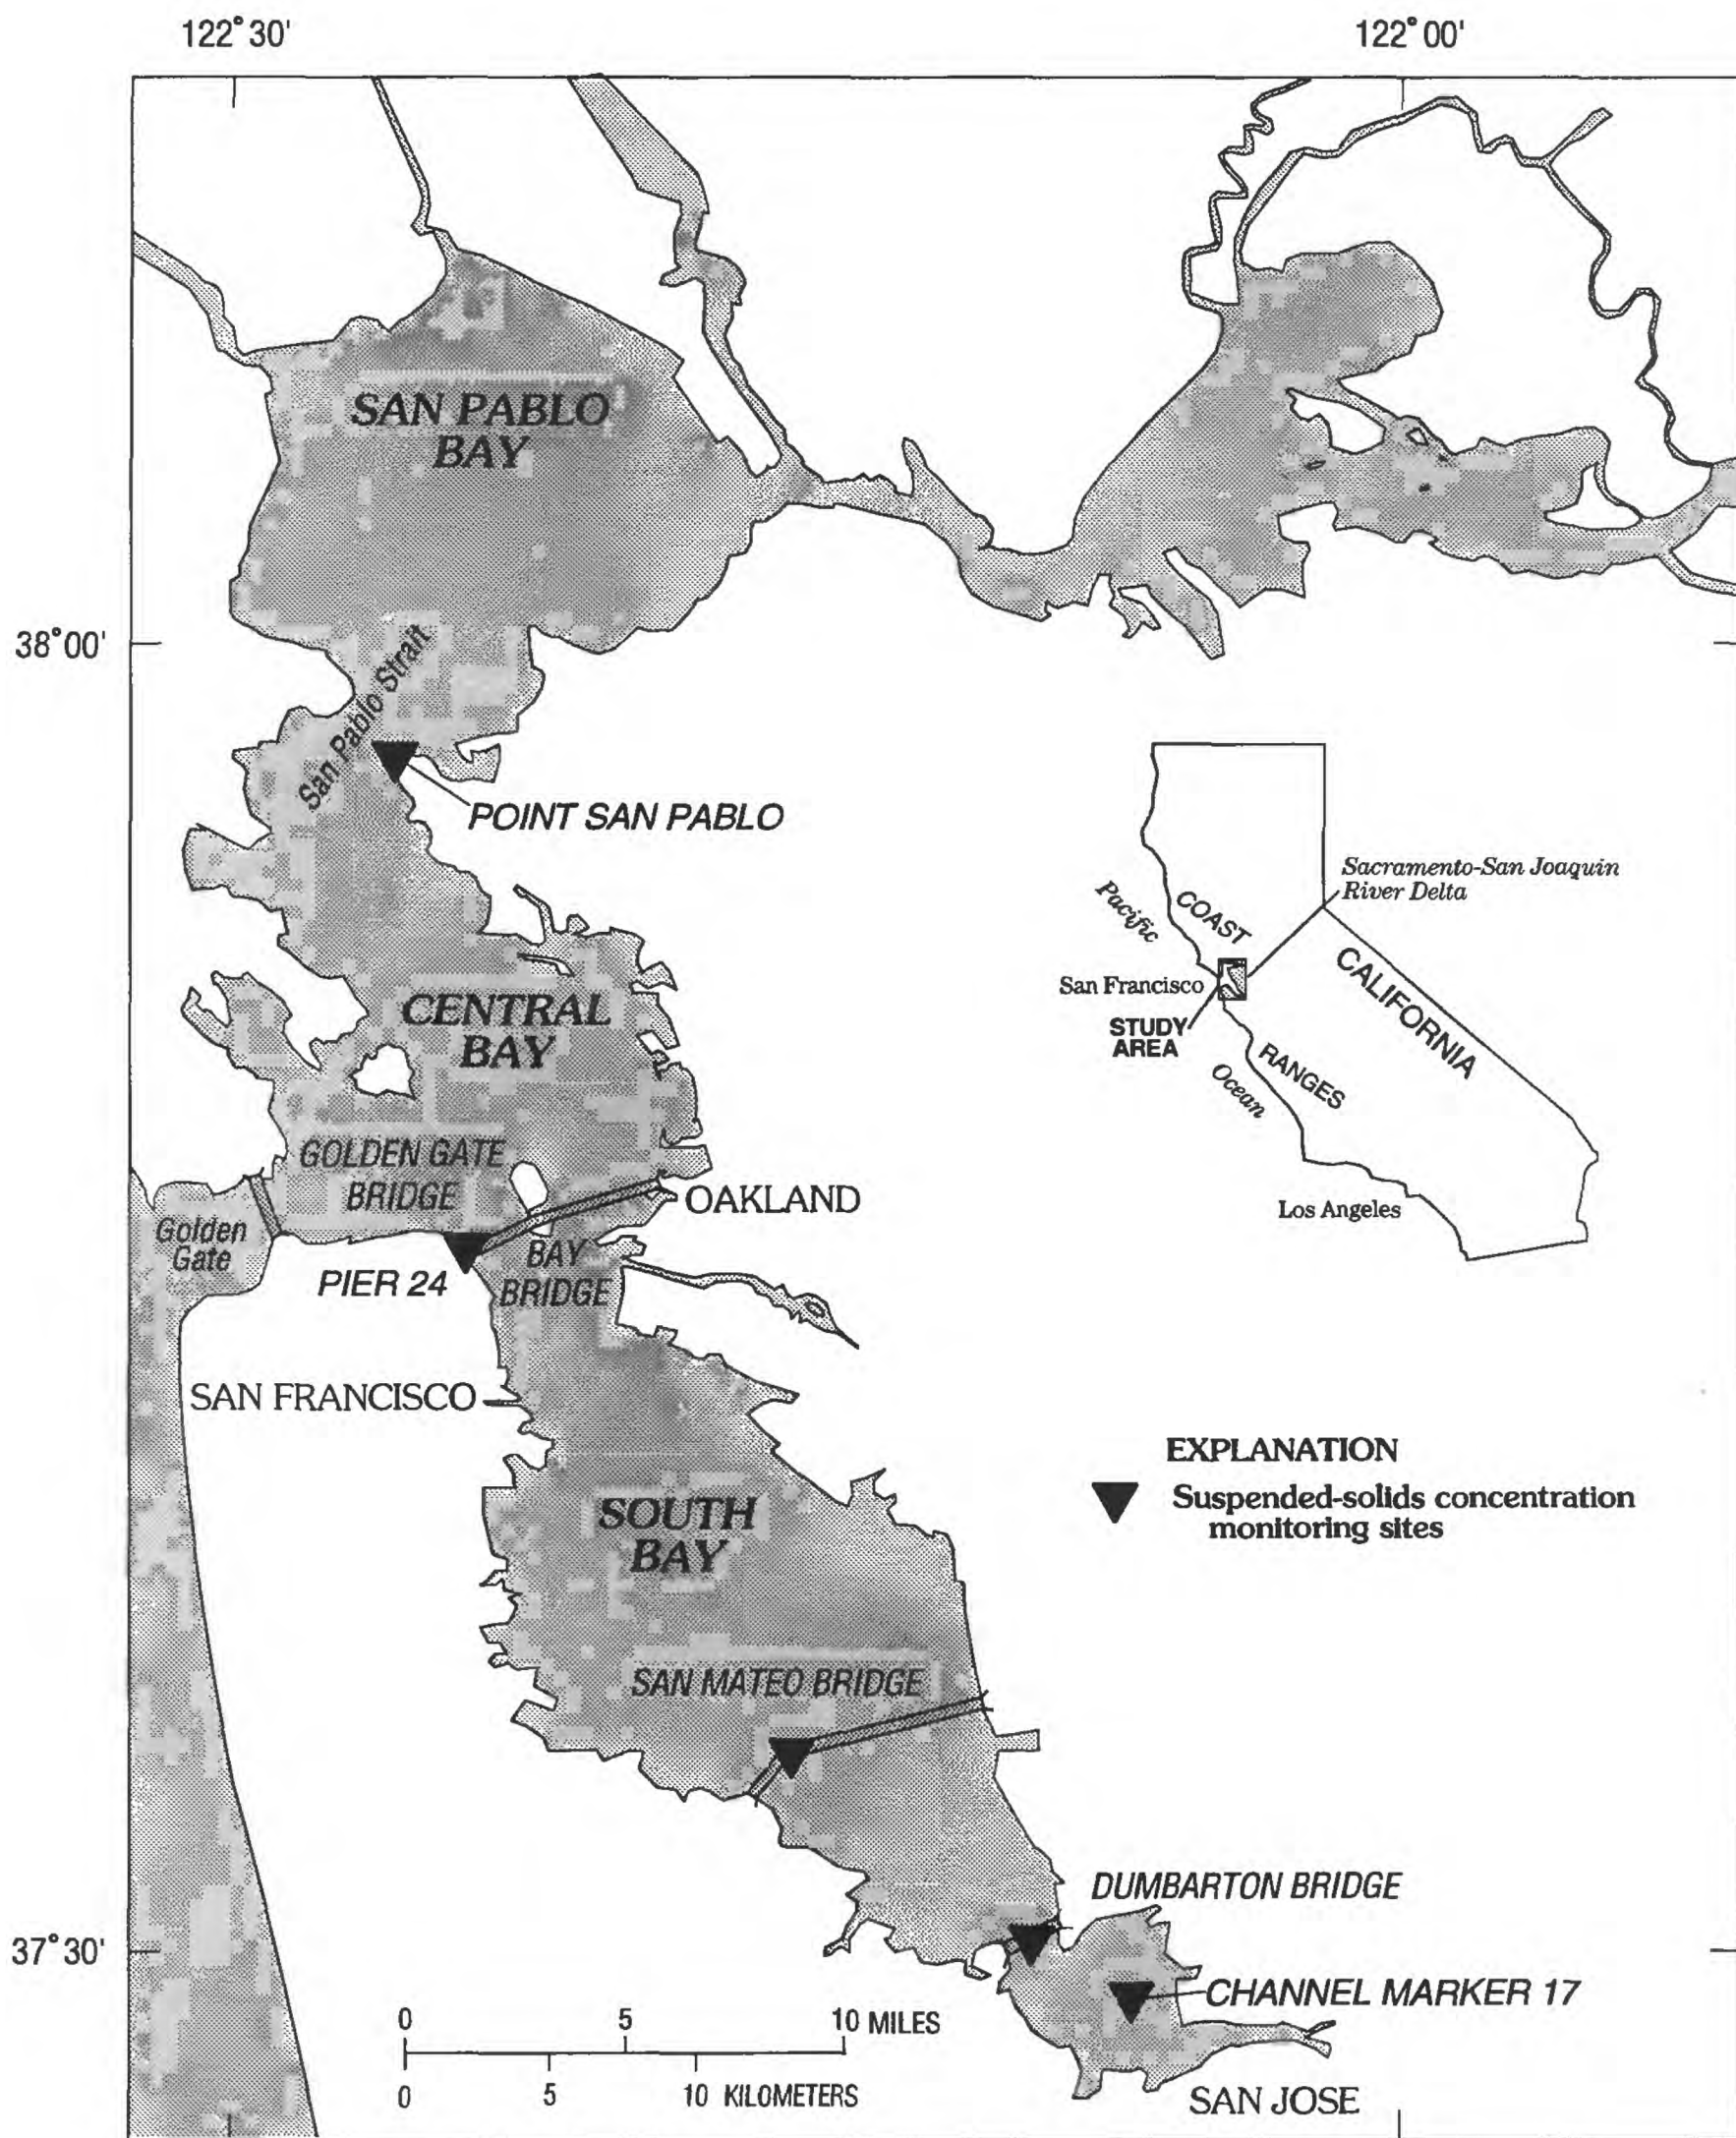 122°30'
122°00'
SAN PABLO
BAY
38°00'
San Pablo Strait
POINT SAN PABLO
Sacramento-San Joaquin
River Delta
Pacific
COAST
CALIFORNIA
San Francisco
STUDY
AREA
RANGES
Ocean
Los Angeles
CENTRAL
BAY
GOLDEN GATE
BRIDGE
OAKLAND
Golden
Gate
PIER 24
BAY
BRIDGE
SAN FRANCISCO
EXPLANATION
Suspended-solids concentration
monitoring sites
SOUTH
BAY
SAN MATEO BRIDGE
DUMBARTON BRIDGE
37°30'
CHANNEL MARKER 17
0 5 10 MILES
0 5 10 KILOMETERS
SAN JOSE